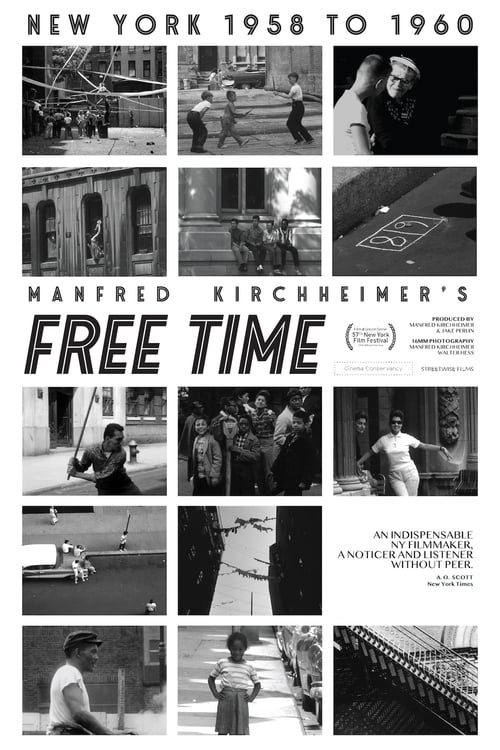 NEW YORK 1958 TO 1960
MANFRED KIRCHHEIMER'S
FREE TIME
57th New York
Film Festival
PRODUCED BY
MANFRED KIRCHHEIMER
& JAKE PERLIN
16MM PHOTOGRAPHY
MANFRED KIRCHHEIMER
WALTER HESS
Cinema Conservancy
STREETWISE FILMS
AN INDISPENSABLE
NY FILMMAKER,
A NOTICER AND LISTENER
WITHOUT PEER.
A. O. SCOTT
New York Times